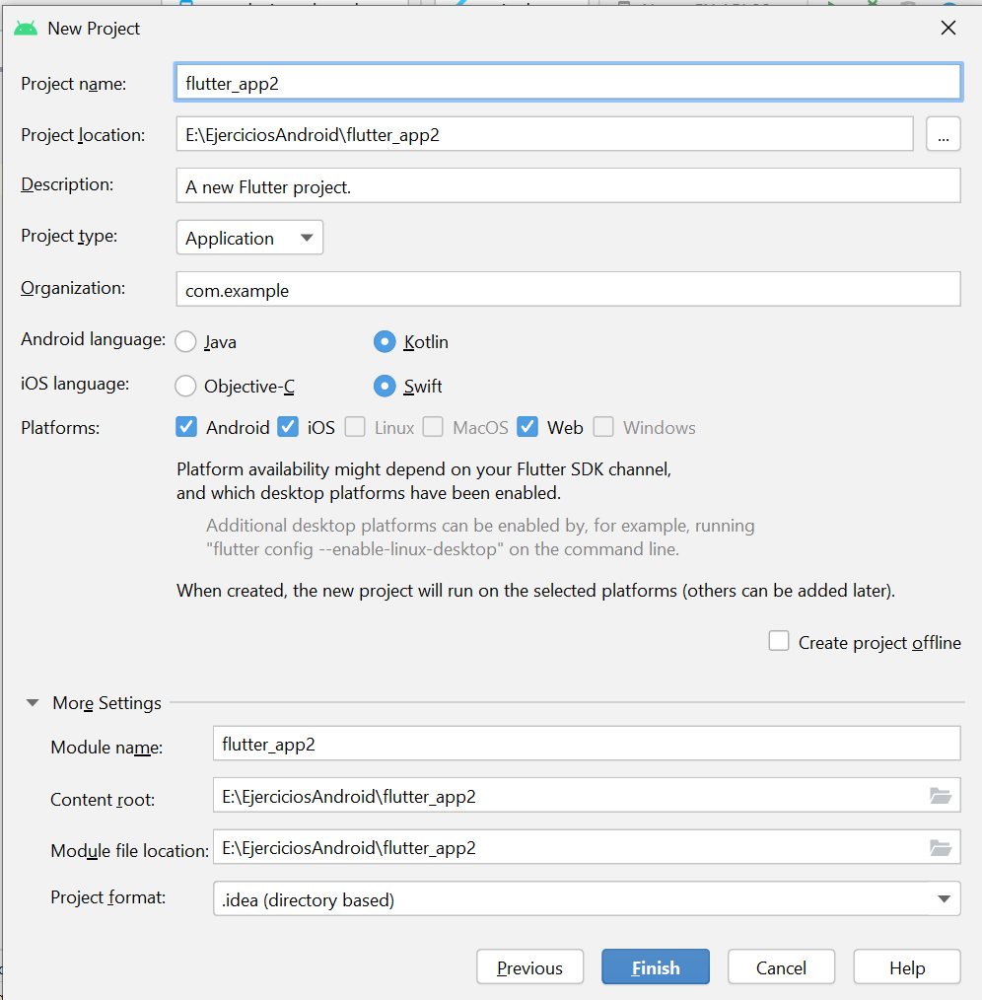 New Project
Project name: flutter_app2
Project location: E:\EjerciciosAndroid\flutter_app2 ...
Description: A new Flutter project.
Project type: Application
Organization: com.example
Android language: Java Kotlin
iOS language: Objective-C Swift
Platforms: Android iOS Linux MacOS Web Windows
Platform availability might depend on your Flutter SDK channel,
and which desktop platforms have been enabled.
Additional desktop platforms can be enabled by, for example, running
"flutter config --enable-linux-desktop" on the command line.
When created, the new project will run on the selected platforms (others can be added later).
Create project offline
More Settings
Module name: flutter_app2
Content root: E:\EjerciciosAndroid\flutter_app2
Module file location: E:\EjerciciosAndroid\flutter_app2
Project format: .idea (directory based)
Previous Finish Cancel Help